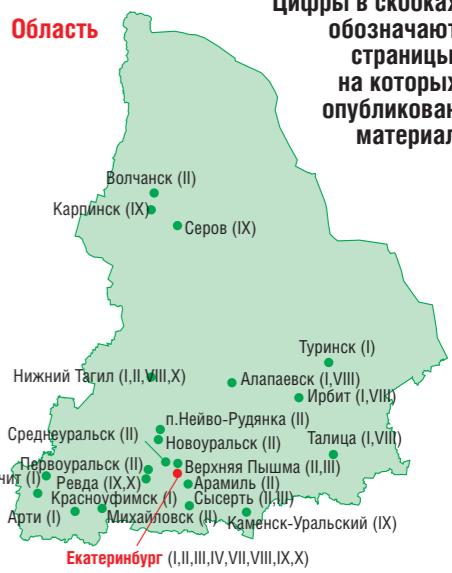 Цифры в скобках
обозначают
страницы,
на которых
опубликован
материал
Область
Волчанск (II)
Карпинск (IX)
Серов (IX)
Туринск (I)
Нижний Тагил (I,II,VIII,X)
Алапаевск (I,VIII)
Ирбит (I,VIII)
п.Нейво-Рудянка (II)
Среднеуральск (II)
Новоуральск (II)
Талица (I,VIII)
Первоуральск (II)
Верхняя Пышма (II,III)
чит (I)
Ревда (IX,X)
Арамиль (II)
Красноуфимск (I)
Сысерть (II,III)
Арти (I)
Михайловск (II)
Каменск-Уральский (IX)
Екатеринбург (I,II,III,IV,VII,VIII,IX,X)